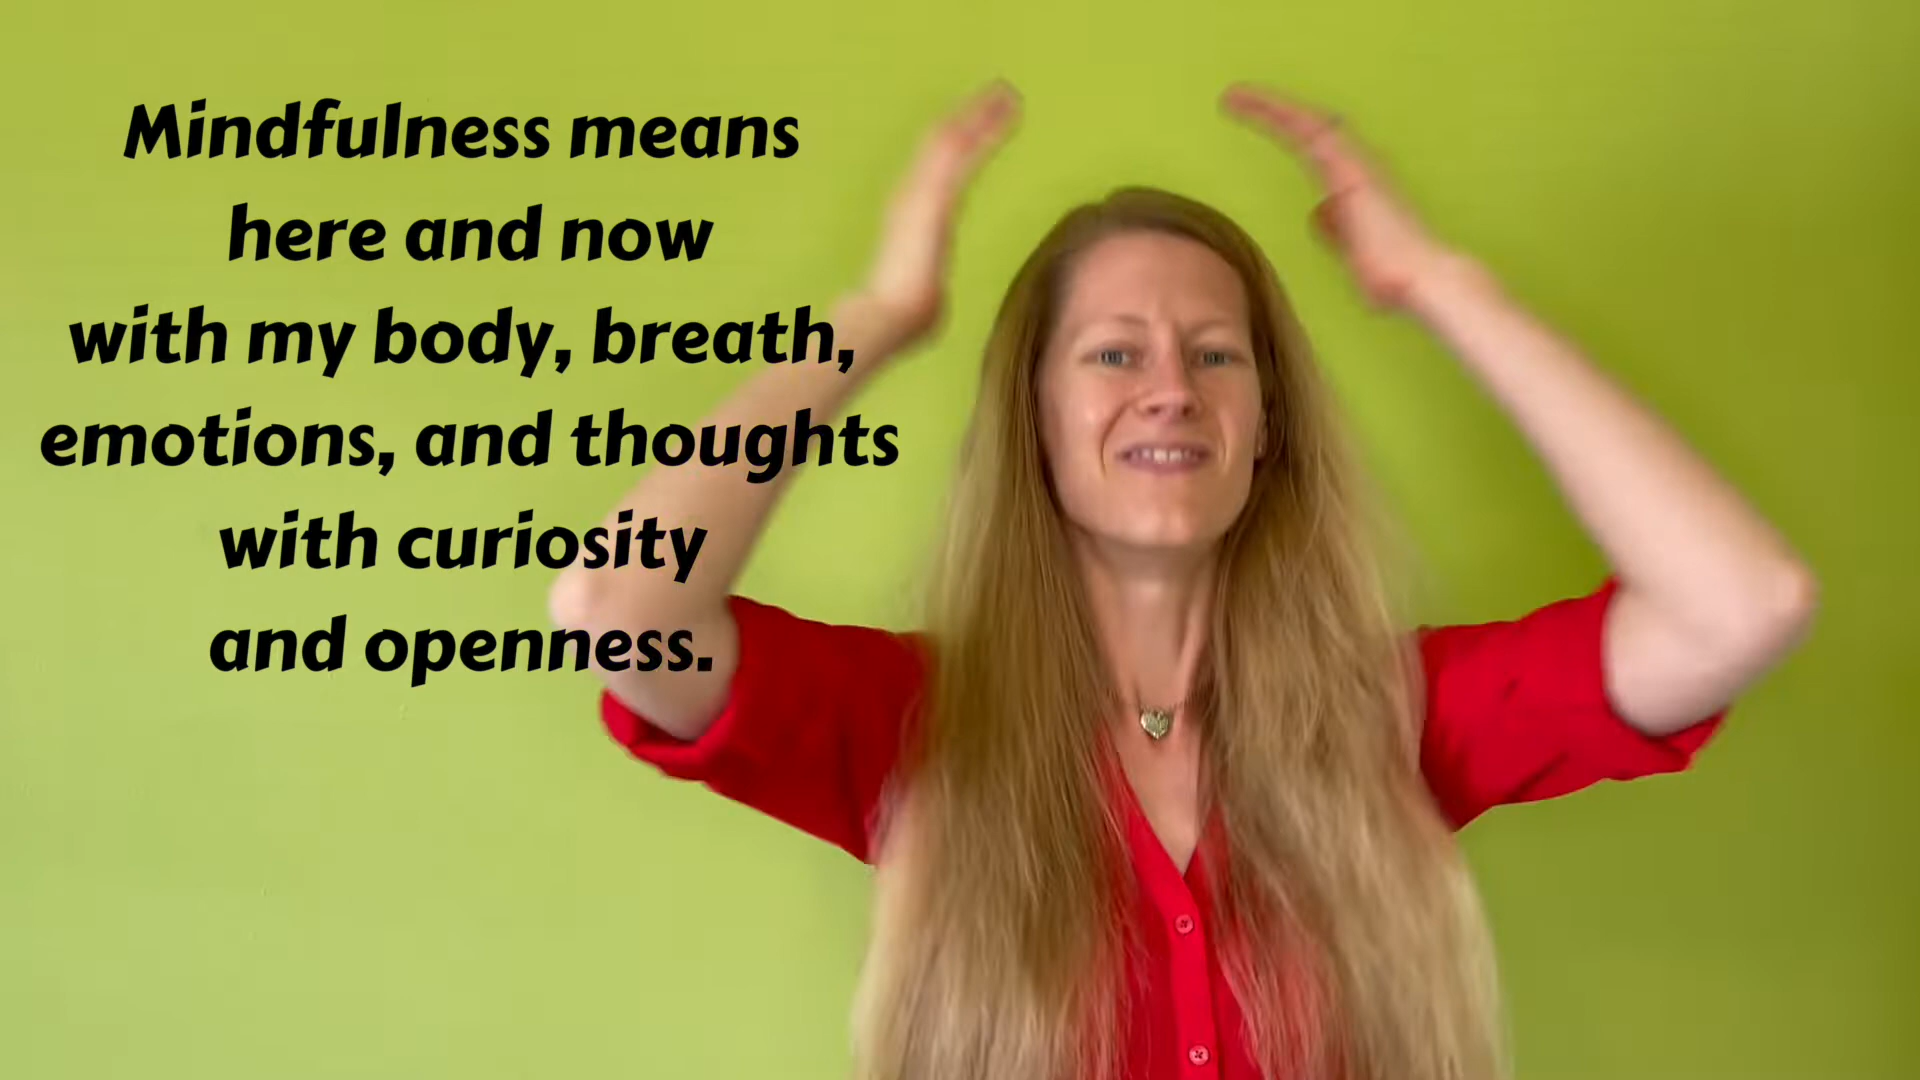 Mindfulness means
here and now
with my body, breath,
emotions, and thoughts
with curiosity
and openness.